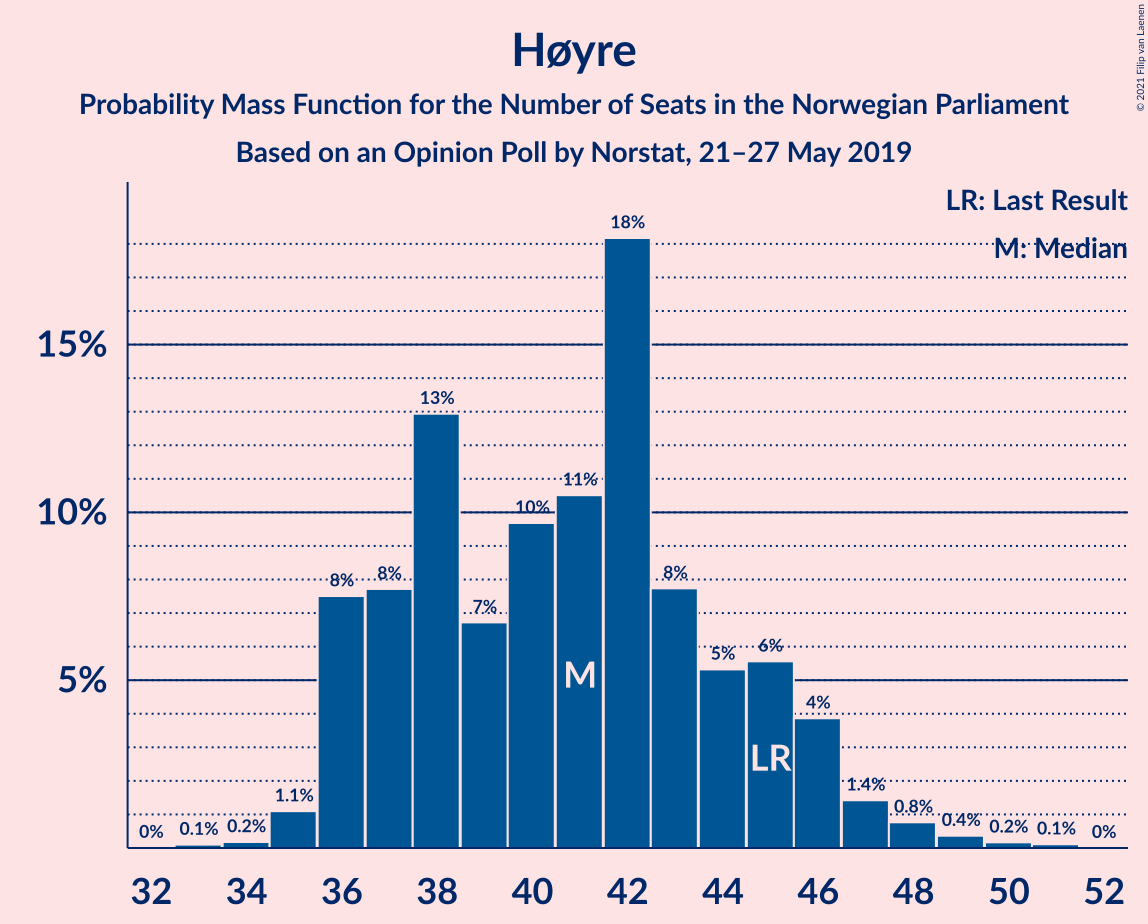 Høyre
Probability Mass Function for the Number of Seats in the Norwegian Parliament
Based on an Opinion Poll by Norstat, 21–27 May 2019
© 2021 Filip van Laenen
LR: Last Result
M: Median
15%
10%
5%
0%
0.1%
0.2%
1.1%
8%
8%
13%
7%
10%
11%
18%
8%
5%
6%
4%
1.4%
0.8%
0.4%
0.2%
0.1%
0%
M
LR
32 34 36 38 40 42 44 46 48 50 52